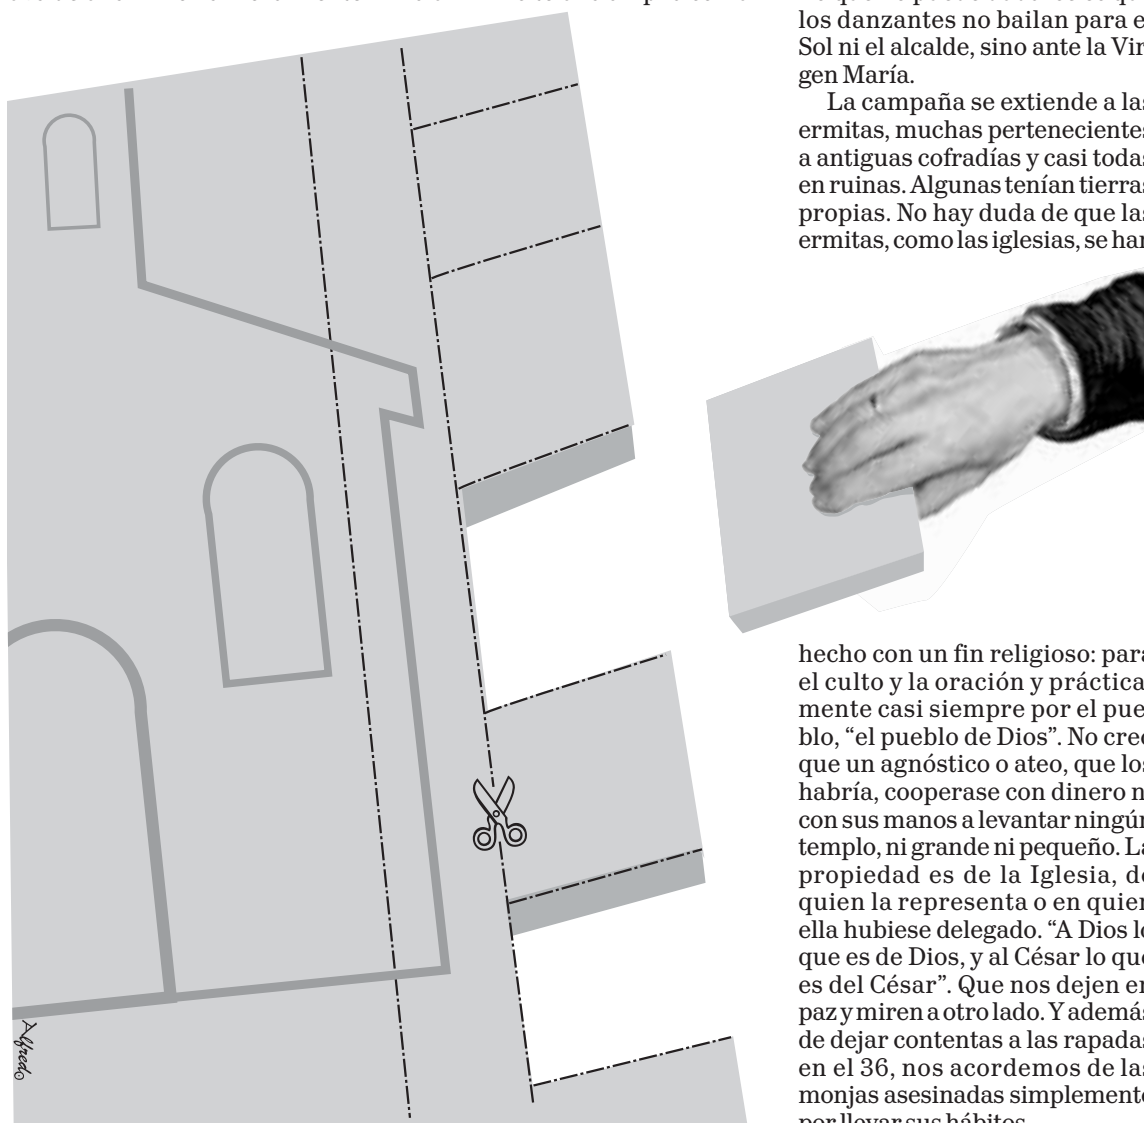 los danzantes no bailan para e
Sol ni el alcalde, sino ante la Vir
gen María.
La campaña se extiende a las
ermitas, muchas pertenecientes
a antiguas cofradías y casi todas
en ruinas. Algunas tenían tierras
propias. No hay duda de que las
ermitas, como las iglesias, se han
hecho con un fin religioso: para
el culto y la oración y práctica
mente casi siempre por el pue
blo, “el pueblo de Dios”. No creo
que un agnóstico o ateo, que los
habría, cooperase con dinero n
con sus manos a levantar ningún
templo, ni grande ni pequeño. La
propiedad es de la Iglesia, de
quien la representa o en quien
ella hubiese delegado. “A Dios lo
que es de Dios, y al César lo que
es del César”. Que nos dejen en
paz y miren a otro lado. Y además
de dejar contentas a las rapadas
en el 36, nos acordemos de las
monjas asesinadas simplemente
por llevar sus hábitos.
Alfredo